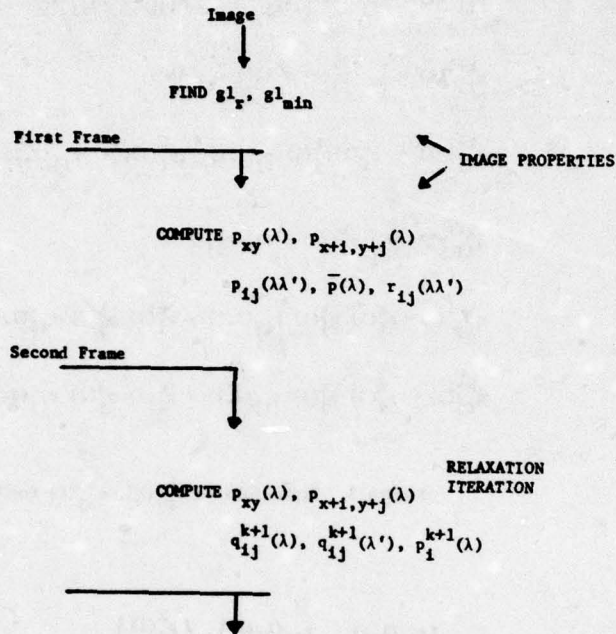 Image
FIND gl_r, gl_min
First Frame
IMAGE PROPERTIES
COMPUTE p_xy(λ), p_x+i,y+j(λ)
p_ij(λλ'), p̅(λ), r_ij(λλ')
Second Frame
RELAXATION
ITERATION
COMPUTE p_xy(λ), p_x+i,y+j(λ)
q_ij^k+1(λ), q_ij^k+1(λ'), p_i^k+1(λ)